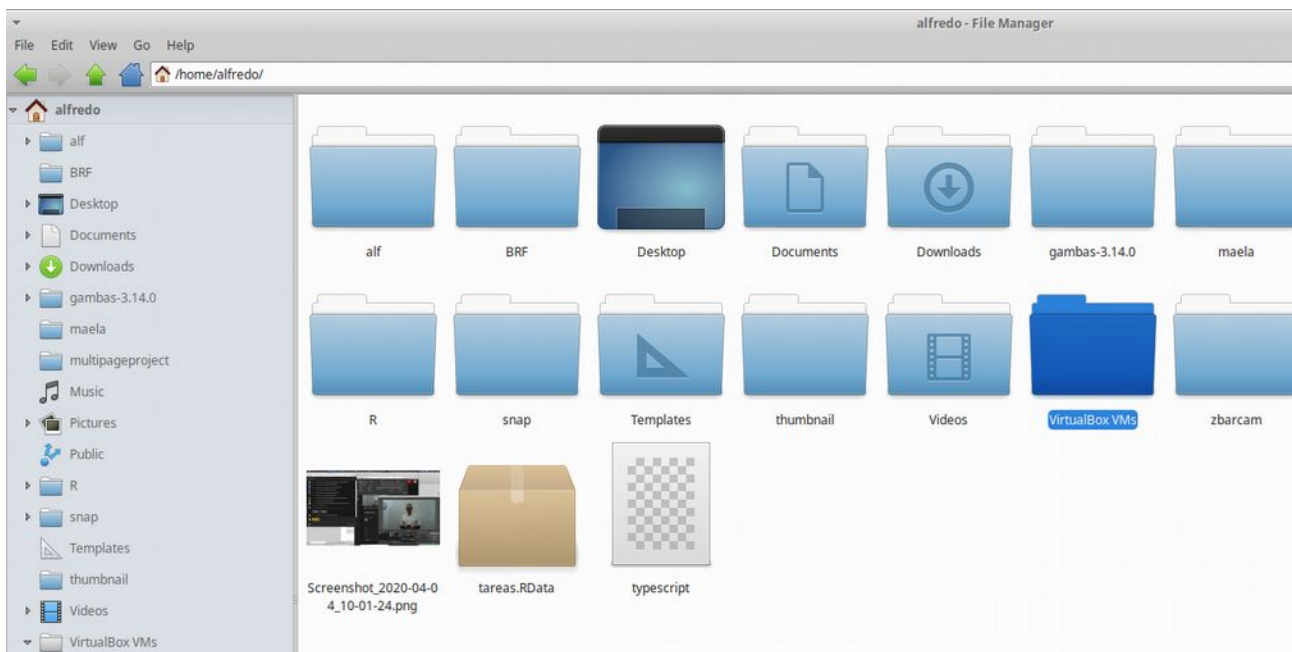 alfredo - File Manager
File Edit View Go Help
/home/alfredo/
alfredo
alf
BRF
Desktop
Documents
Downloads
gambas-3.14.0
maela
multipageproject
Music
Pictures
Public
R
snap
Templates
thumbnail
Videos
VirtualBox VMs
alf BRF Desktop Documents Downloads gambas-3.14.0 maela
R snap Templates thumbnail Videos VirtualBox VMs zbarcam
Screenshot_2020-04-0 tareas.RData typescript
4_10-01-24.png